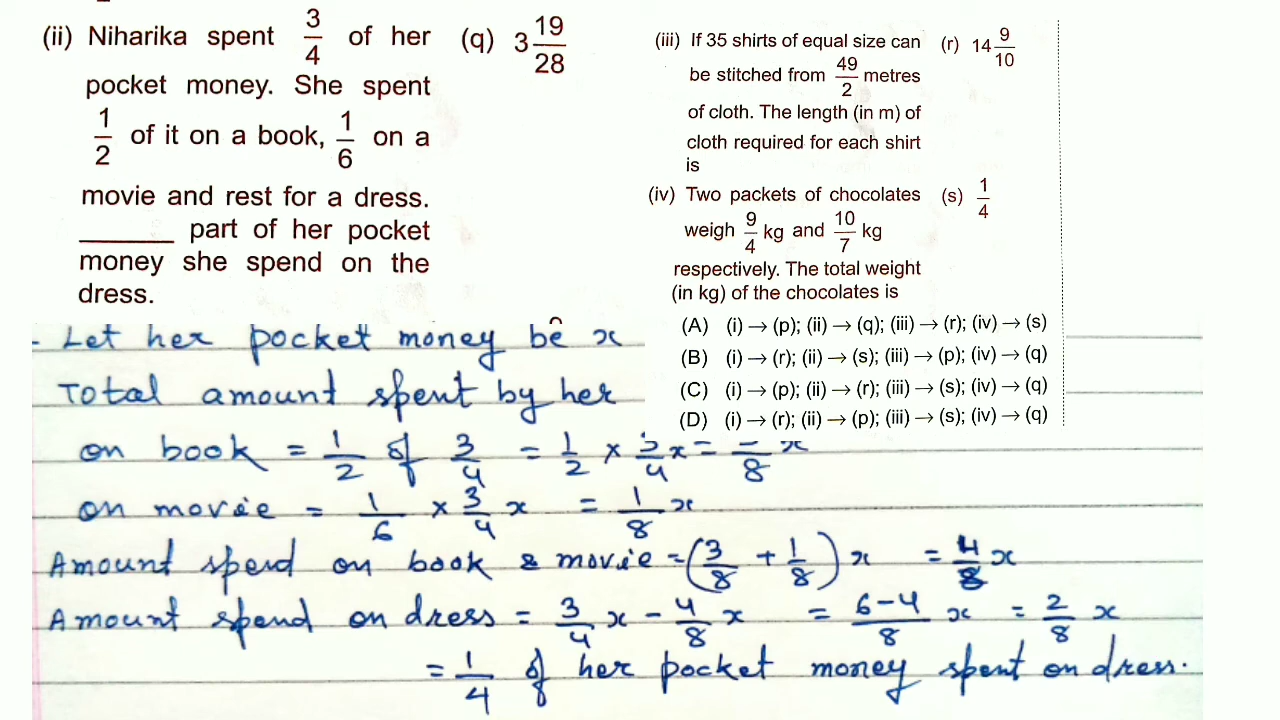 (ii) Niharika spent 3/4 of her (q) 3 19/28
pocket money. She spent
1/2 of it on a book, 1/6 on a
movie and rest for a dress.
______ part of her pocket
money she spend on the
dress.
(iii) If 35 shirts of equal size can (r) 14 9/10
be stitched from 49/2 metres
of cloth. The length (in m) of
cloth required for each shirt
is
(iv) Two packets of chocolates (s) 1/4
weigh 9/4 kg and 10/7 kg
respectively. The total weight
(in kg) of the chocolates is
(A) (i) → (p); (ii) → (q); (iii) → (r); (iv) → (s)
(B) (i) → (r); (ii) → (s); (iii) → (p); (iv) → (q)
(C) (i) → (p); (ii) → (r); (iii) → (s); (iv) → (q)
(D) (i) → (r); (ii) → (p); (iii) → (s); (iv) → (q)
Let her pocket money be x
Total amount spent by her
on book = 1/2 of 3/4 = 1/2 × 3/4 x = /8 x
on movie = 1/6 × 3/4 x = 1/8 x
Amount spend on book & movie = (3/8 + 1/8) x = 4/8 x
Amount spend on dress = 3/4 x - 4/8 x = 6-4/8 x = 2/8 x
= 1/4 of her pocket money spent on dress.